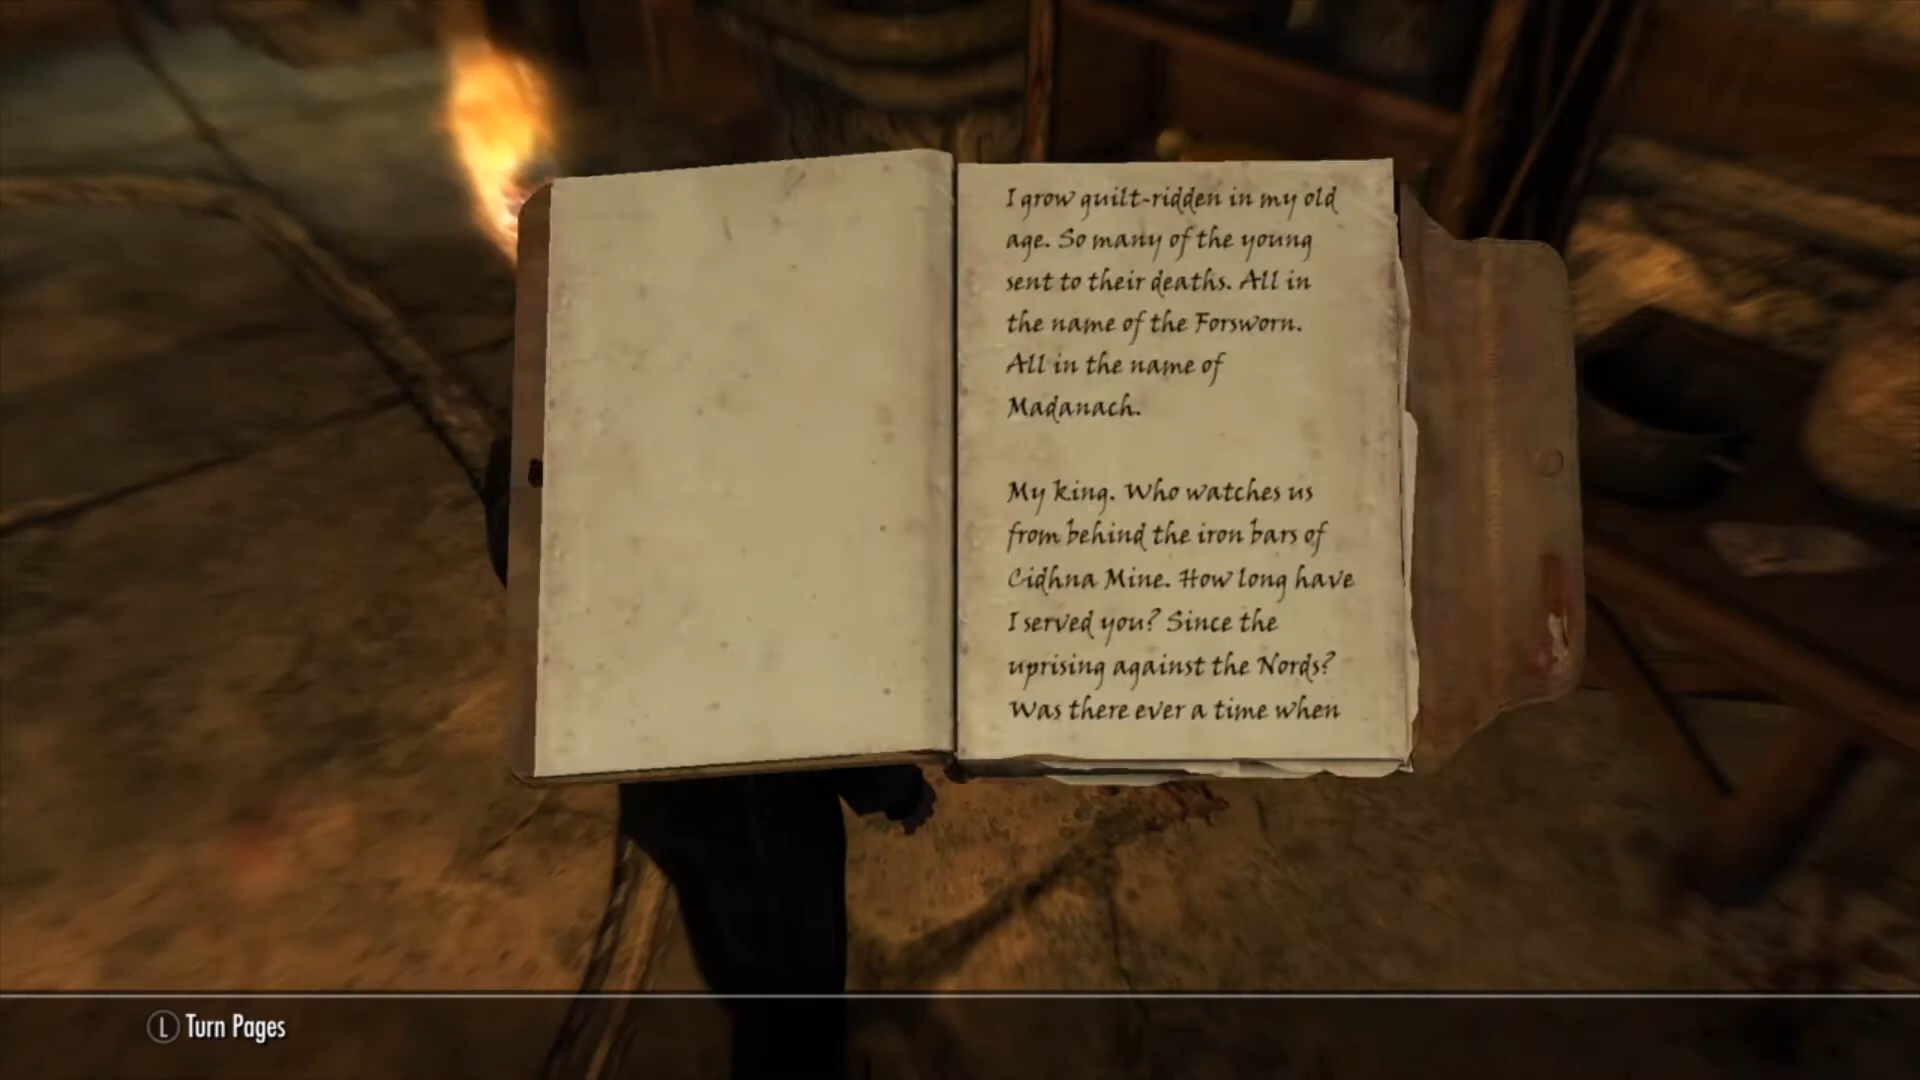 I grow guilt-ridden in my old
age. So many of the young
sent to their deaths. All in
the name of the Forsworn.
All in the name of
Madanach.
My king. Who watches us
from behind the iron bars of
Cidhna Mine. How long have
I served you? Since the
uprising against the Nords?
Was there ever a time when
L Turn Pages